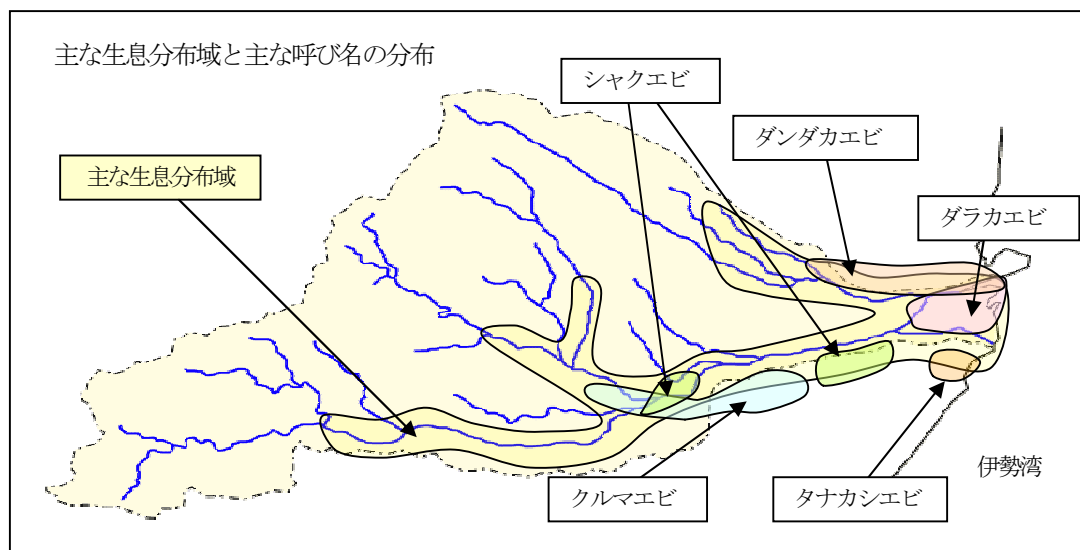 主な生息分布域と主な呼び名の分布
シャクエビ
ダンダカエビ
主な生息分布域
ダラカエビ
伊勢湾
クルマエビ
タナカシエビ